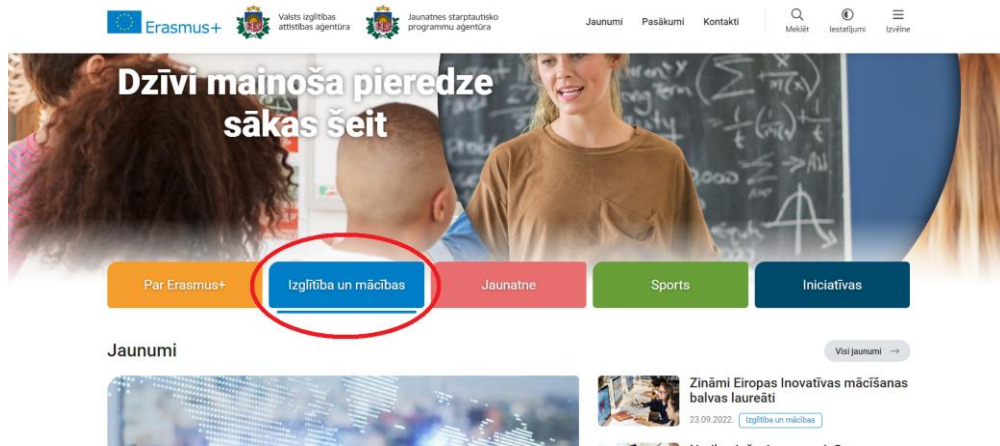 Erasmus+
Valsts izglītības
attīstības aģentūra
Jaunatnes starptautisko
programmu aģentūra
Jaunumi Pasākumi Kontakti
Meklēt Iestatījumi Izvēlne
Dzīvi mainoša pieredze
sākas šeit
Par Erasmus+ Izglītība un mācības Jaunatne Sports Iniciatīvas
Jaunumi
Visi jaunumi →
Zināmi Eiropas Inovatīvas mācīšanas
balvas laureāti
23.09.2022. Izglītība un mācības